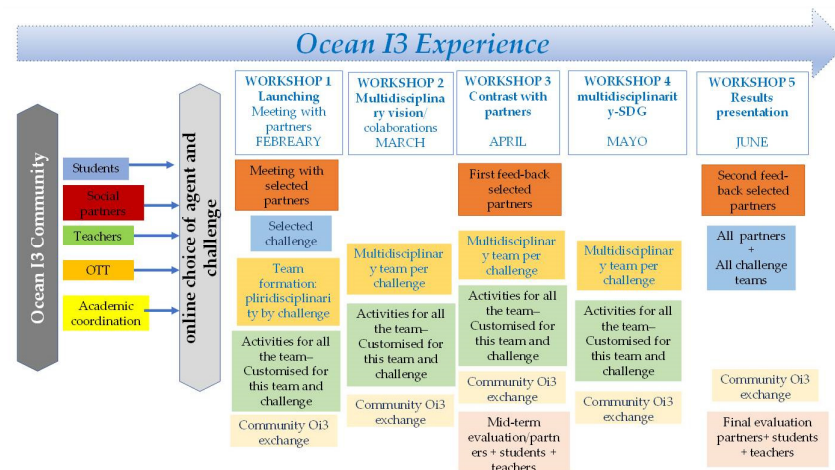 Ocean I3 Experience
Ocean I3 Community
Students
Social
partners
Teachers
OTT
Academic
coordination
online choice of agent and
challenge
WORKSHOP 1
Launching
Meeting with
partners
FEBREARY
Meeting with
selected
partners
Selected
challenge
Team
formation:
pliridisciplinari
ty by challenge
Activities for all
the team–
Customised for
this team and
challenge
Community Oi3
exchange
WORKSHOP 2
Multidisciplina
ry vision/
colaborations
MARCH
Multidisciplinar
y team per
challenge
Activities for all
the team–
Customised for
this team and
challenge
Community Oi3
exchange
WORKSHOP 3
Contrast with
partners
APRIL
First feed-back
selected
partners
Multidisciplinar
y team per
challenge
Activities for all
the team–
Customised for
this team and
challenge
Community Oi3
exchange
Mid-term
evaluation/partn
ers + students +
teachers
WORKSHOP 4
multidisciplinarit
y-SDG
MAYO
Multidisciplinar
y team per
challenge
Activities for all
the team–
Customised for
this team and
challenge
Community Oi3
exchange
WORKSHOP 5
Results
presentation
JUNE
Second feed-
back selected
partners
All partners
+
All challenge
teams
Community Oi3
exchange
Final evaluation
partners+ students
+ teachers